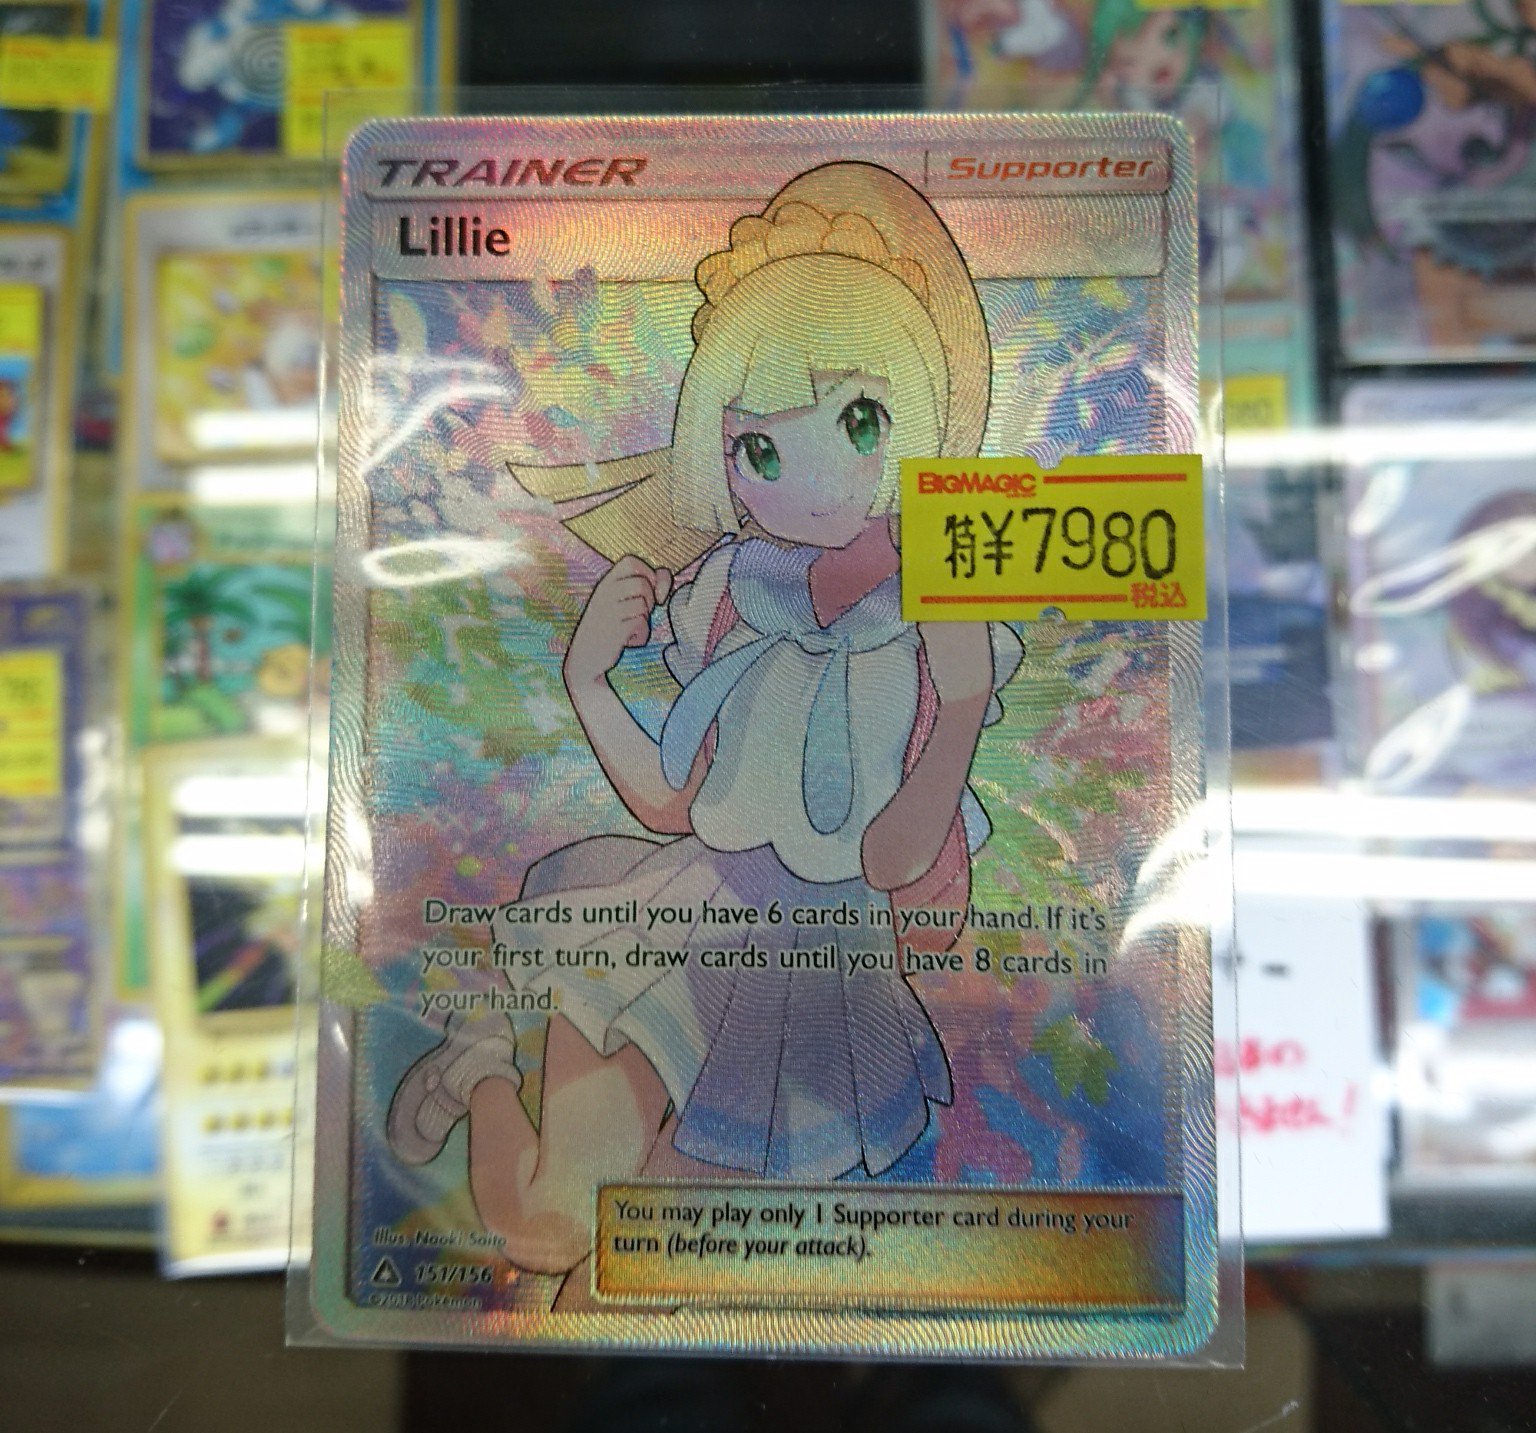 TRAINER
Supporter
Lillie
BIGMAGIC
特¥7980
税込
Draw cards until you have 6 cards in your hand. If it's
your first turn, draw cards until you have 8 cards in
your hand.
You may play only 1 Supporter card during your
turn (before your attack).
Illus. Naoki Saito
151/156
©2018 Pokémon